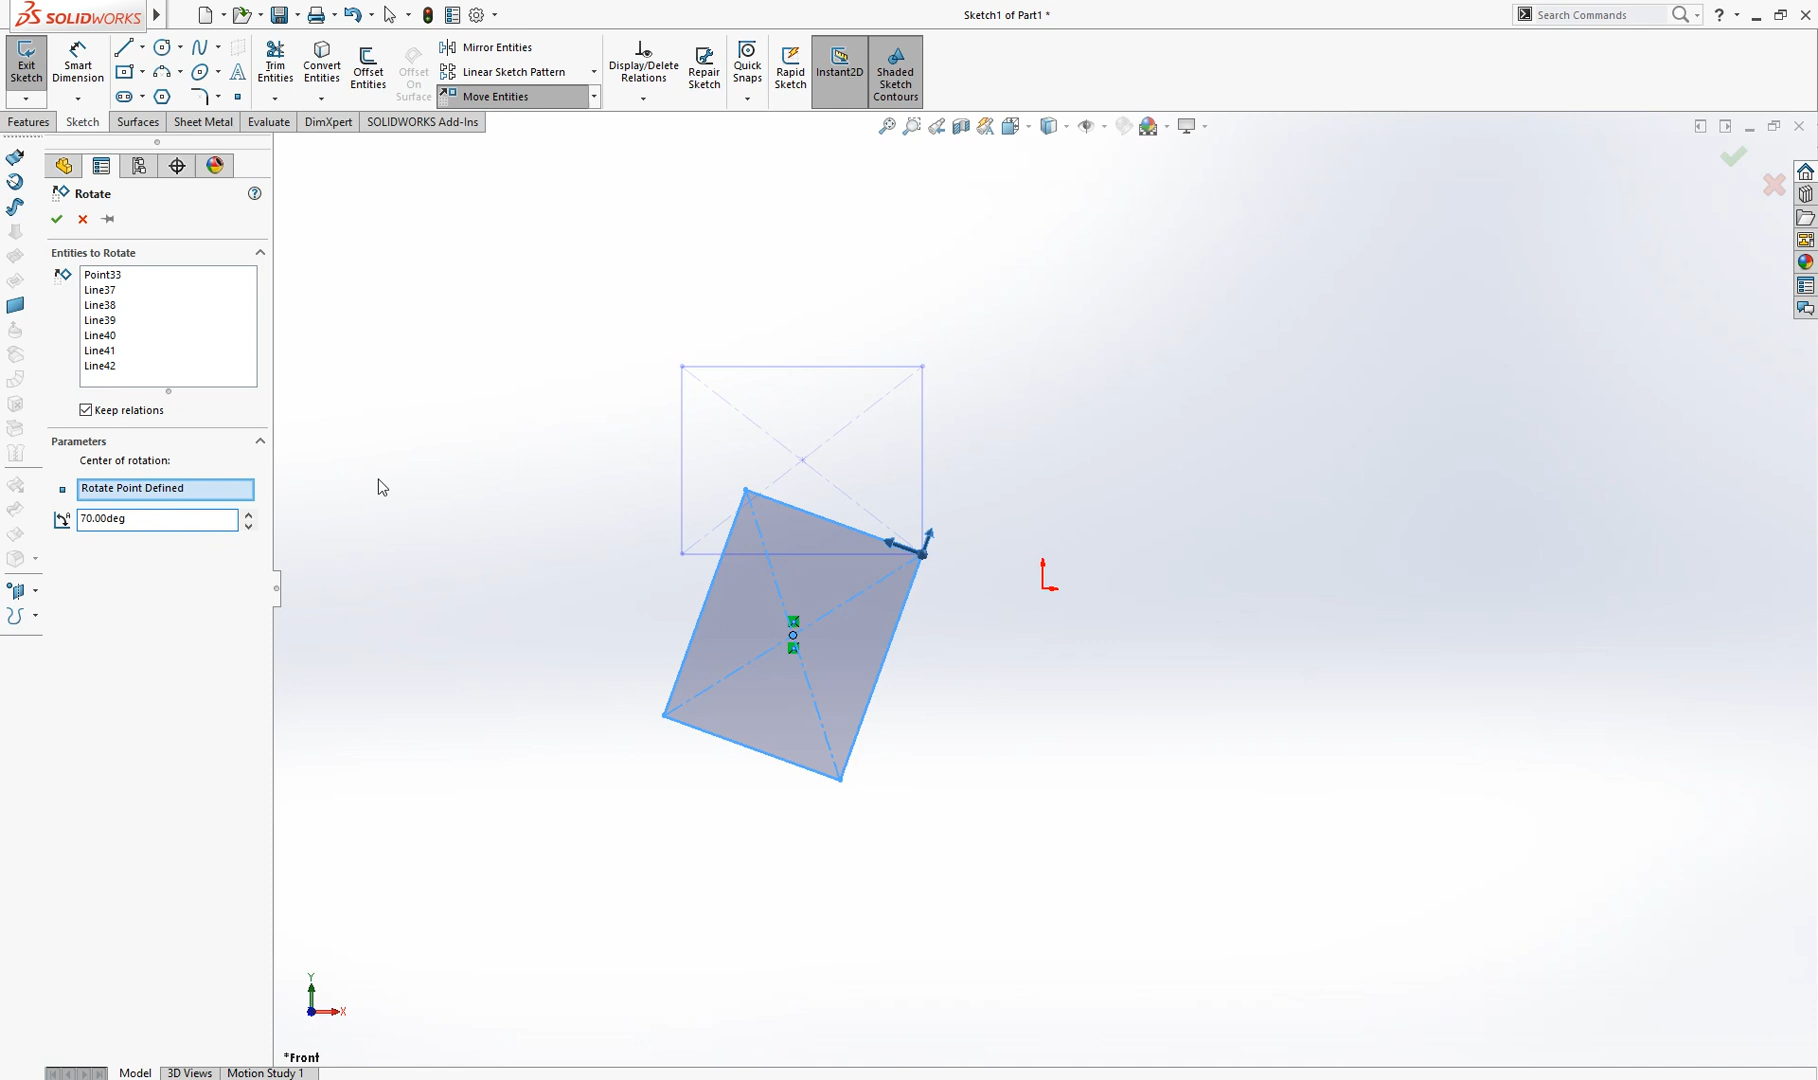 SOLIDWORKS
Sketch1 of Part1 *
Search Commands
?
Exit Sketch
Smart Dimension
Trim Entities
Convert Entities
Offset Entities
Offset On Surface
Mirror Entities
Linear Sketch Pattern
Move Entities
Display/Delete Relations
Repair Sketch
Quick Snaps
Rapid Sketch
Instant2D
Shaded Sketch Contours
Features
Sketch
Surfaces
Sheet Metal
Evaluate
DimXpert
SOLIDWORKS Add-Ins
Rotate
?
Entities to Rotate
Point33
Line37
Line38
Line39
Line40
Line41
Line42
Keep relations
Parameters
Center of rotation:
Rotate Point Defined
70.00deg
Y
X
*Front
Model
3D Views
Motion Study 1